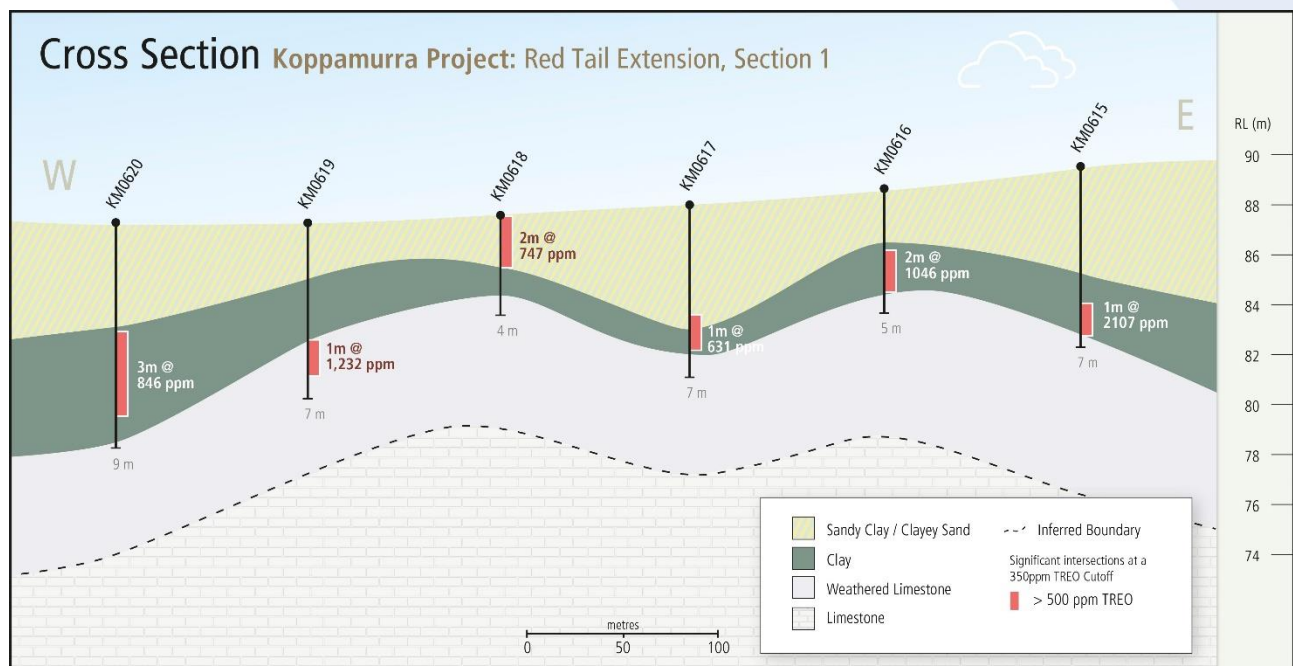 Cross Section Koppamurra Project: Red Tail Extension, Section 1
W
E
RL (m)
KM0620
KM0619
KM0618
KM0617
KM0616
KM0615
90
88
86
84
82
80
78
76
74
3m @
846 ppm
9 m
1m @
1,232 ppm
7 m
2m @
747 ppm
4 m
1m @
631 ppm
7 m
2m @
1046 ppm
5 m
1m @
2107 ppm
7 m
Sandy Clay / Clayey Sand
Clay
Weathered Limestone
Limestone
Inferred Boundary
Significant intersections at a
350ppm TREO Cutoff
> 500 ppm TREO
metres
0 50 100